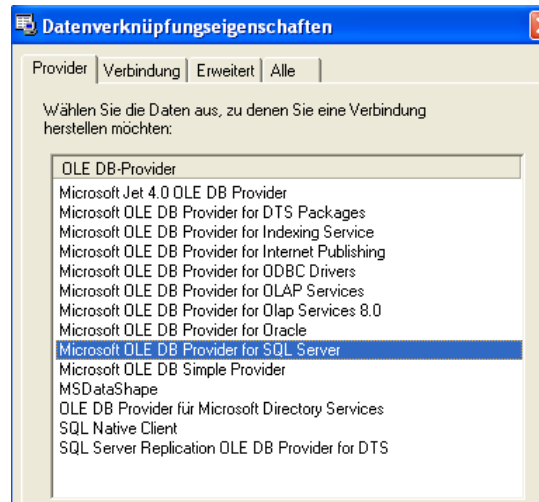 Datenverknüpfungseigenschaften
Provider Verbindung Erweitert Alle
Wählen Sie die Daten aus, zu denen Sie eine Verbindung
herstellen möchten:
OLE DB-Provider
Microsoft Jet 4.0 OLE DB Provider
Microsoft OLE DB Provider for DTS Packages
Microsoft OLE DB Provider for Indexing Service
Microsoft OLE DB Provider for Internet Publishing
Microsoft OLE DB Provider for ODBC Drivers
Microsoft OLE DB Provider for OLAP Services
Microsoft OLE DB Provider for Olap Services 8.0
Microsoft OLE DB Provider for Oracle
Microsoft OLE DB Provider for SQL Server
Microsoft OLE DB Simple Provider
MSDataShape
OLE DB Provider für Microsoft Directory Services
SQL Native Client
SQL Server Replication OLE DB Provider for DTS